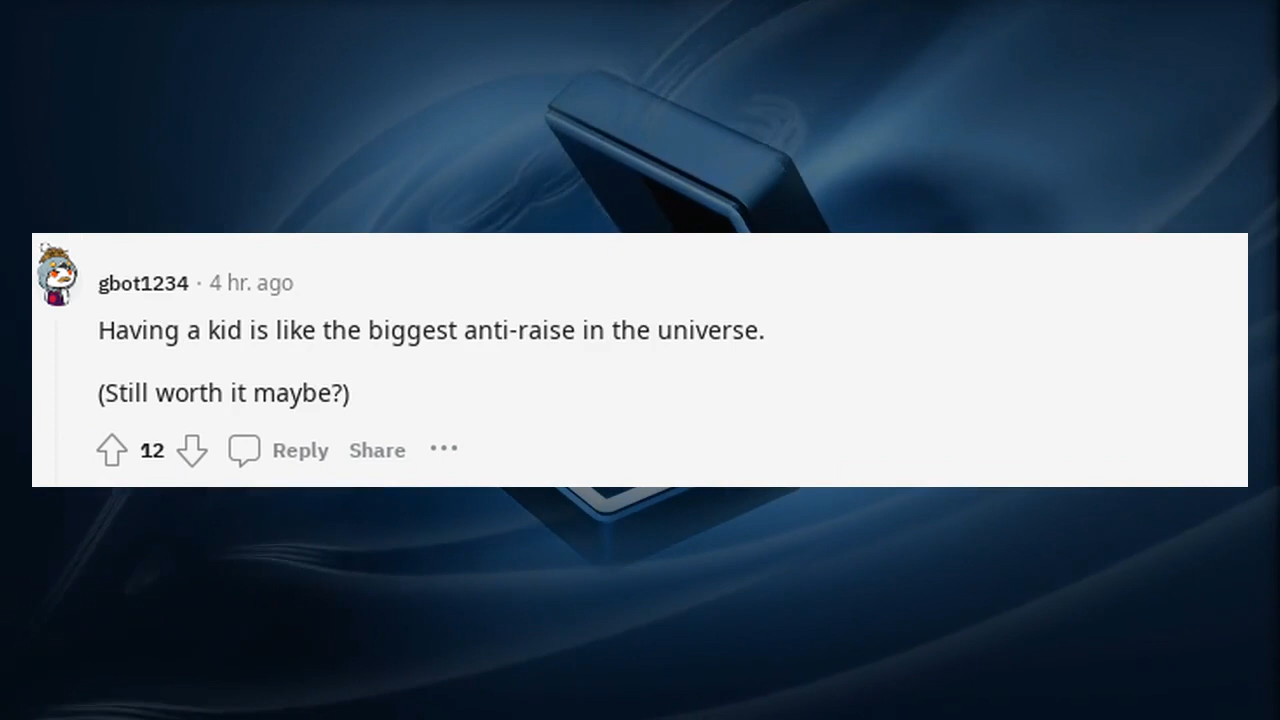 gbot1234 · 4 hr. ago
Having a kid is like the biggest anti-raise in the universe.
(Still worth it maybe?)
12 Reply Share ···